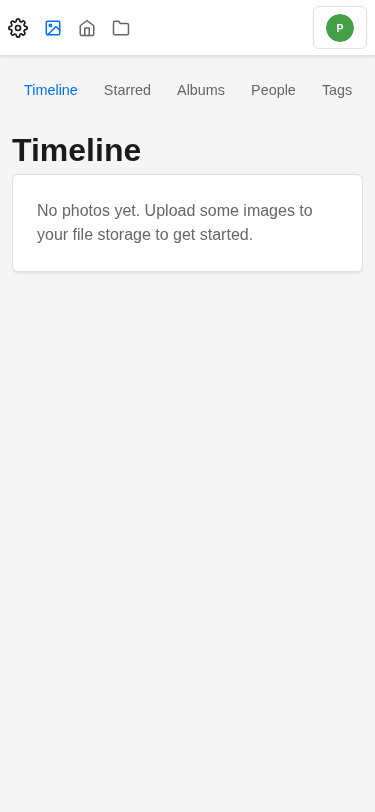 P
Timeline
Starred
Albums
People
Tags
Timeline
No photos yet. Upload some images to
your file storage to get started.